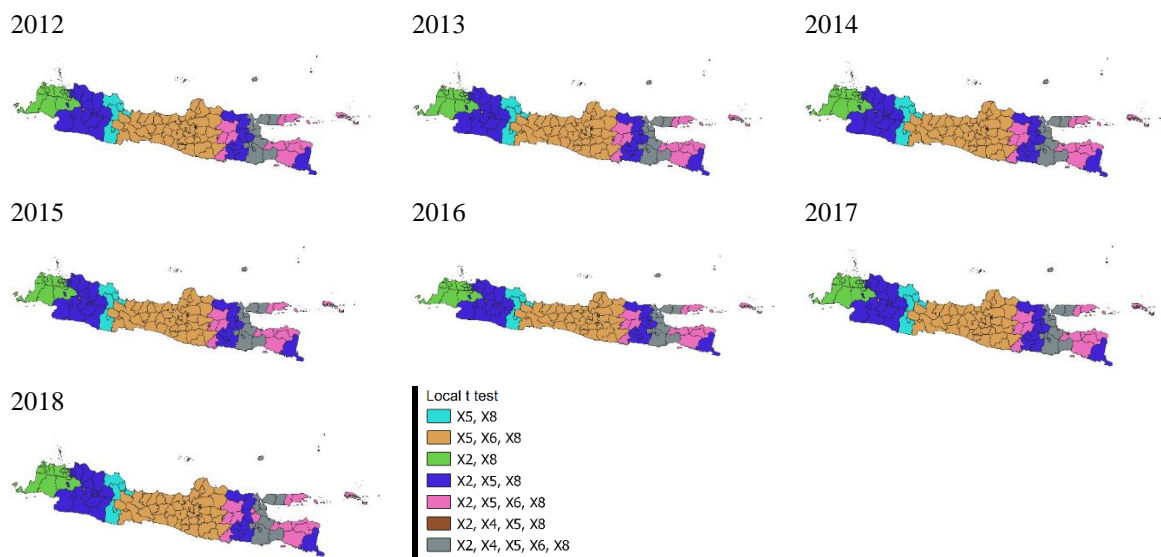 2012
2013
2014
2015
2016
2017
2018
Local t test
X5, X8
X5, X6, X8
X2, X8
X2, X5, X8
X2, X5, X6, X8
X2, X4, X5, X8
X2, X4, X5, X6, X8